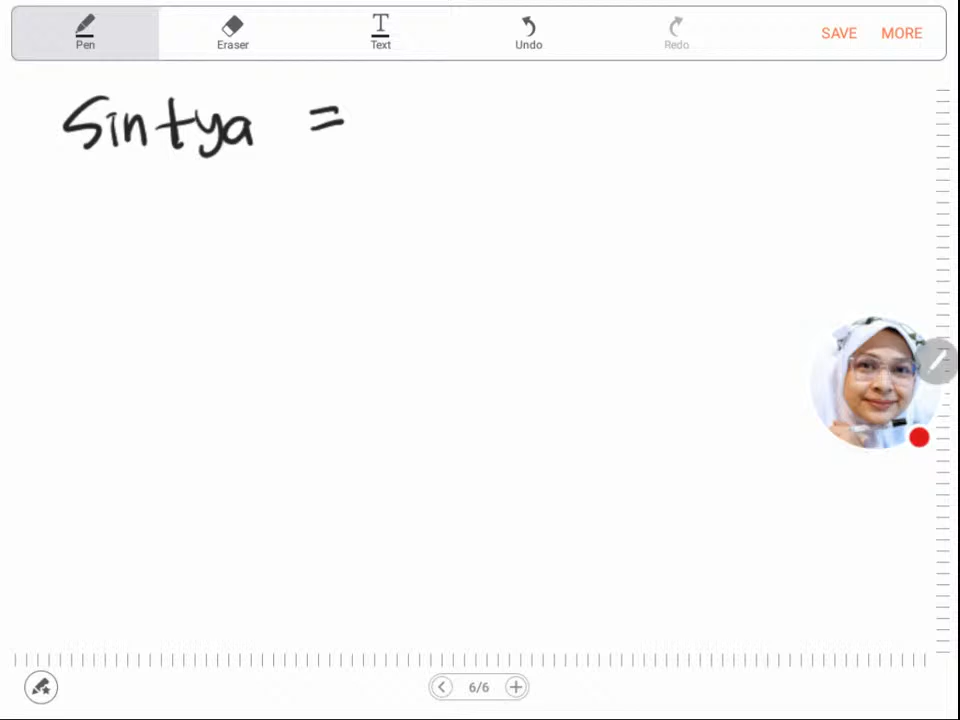 Pen Eraser Text Undo Redo SAVE MORE
Sintya =
6/6